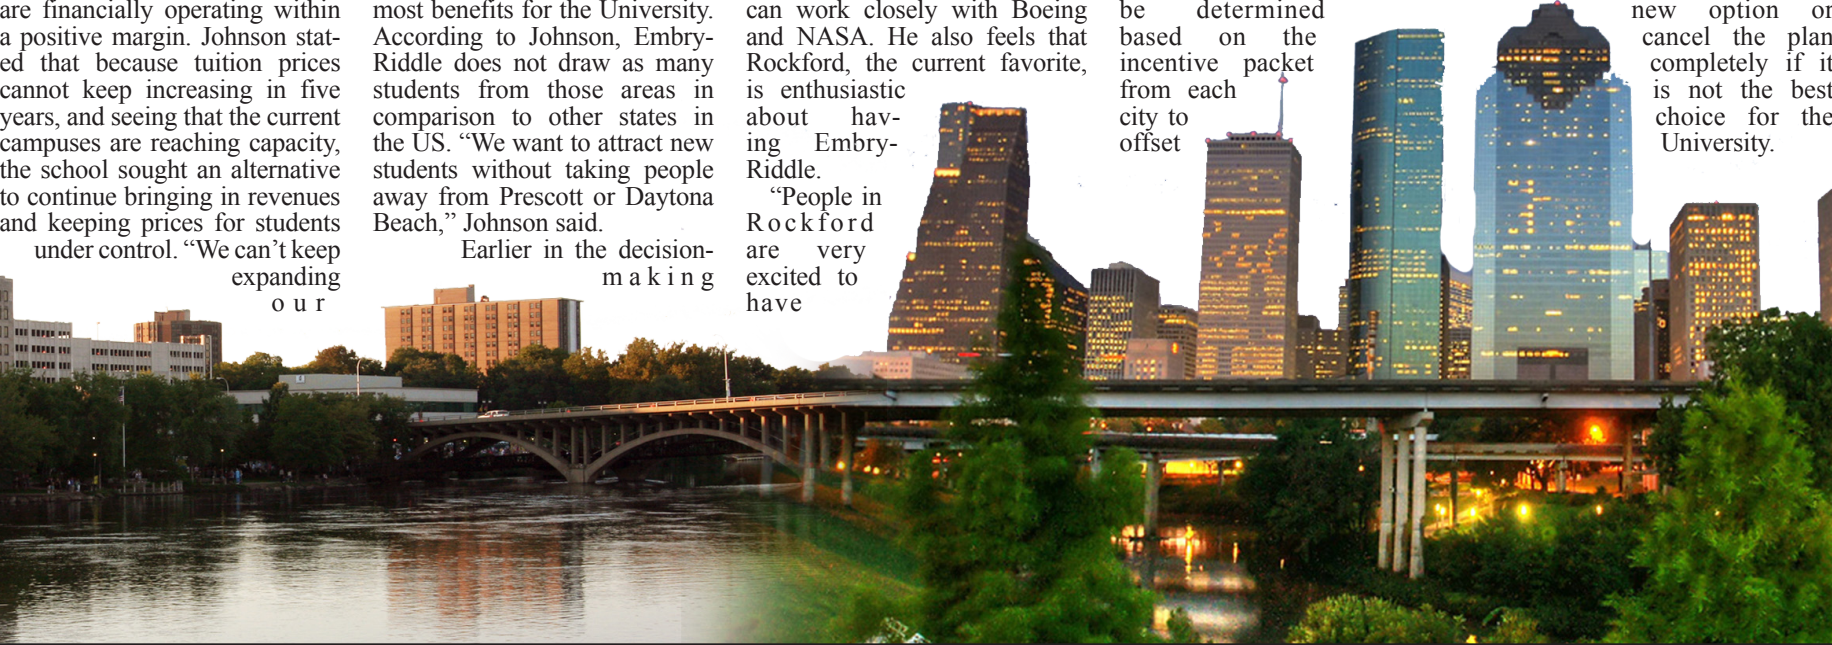 are financially operating within
a positive margin. Johnson stat-
ed that because tuition prices
cannot keep increasing in five
years, and seeing that the current
campuses are reaching capacity,
the school sought an alternative
to continue bringing in revenues
and keeping prices for students
under control. “We can’t keep
expanding
our
most benefits for the University.
According to Johnson, Embry-
Riddle does not draw as many
students from those areas in
comparison to other states in
the US. “We want to attract new
students without taking people
away from Prescott or Daytona
Beach,” Johnson said.
Earlier in the decision-
making
can work closely with Boeing
and NASA. He also feels that
Rockford, the current favorite,
is enthusiastic
about hav-
ing Embry-
Riddle.
“People in
Rockford
are very
excited to
have
be determined
based on the
incentive packet
from each
city to
offset
new option or
cancel the plan
completely if it
is not the best
choice for the
University.